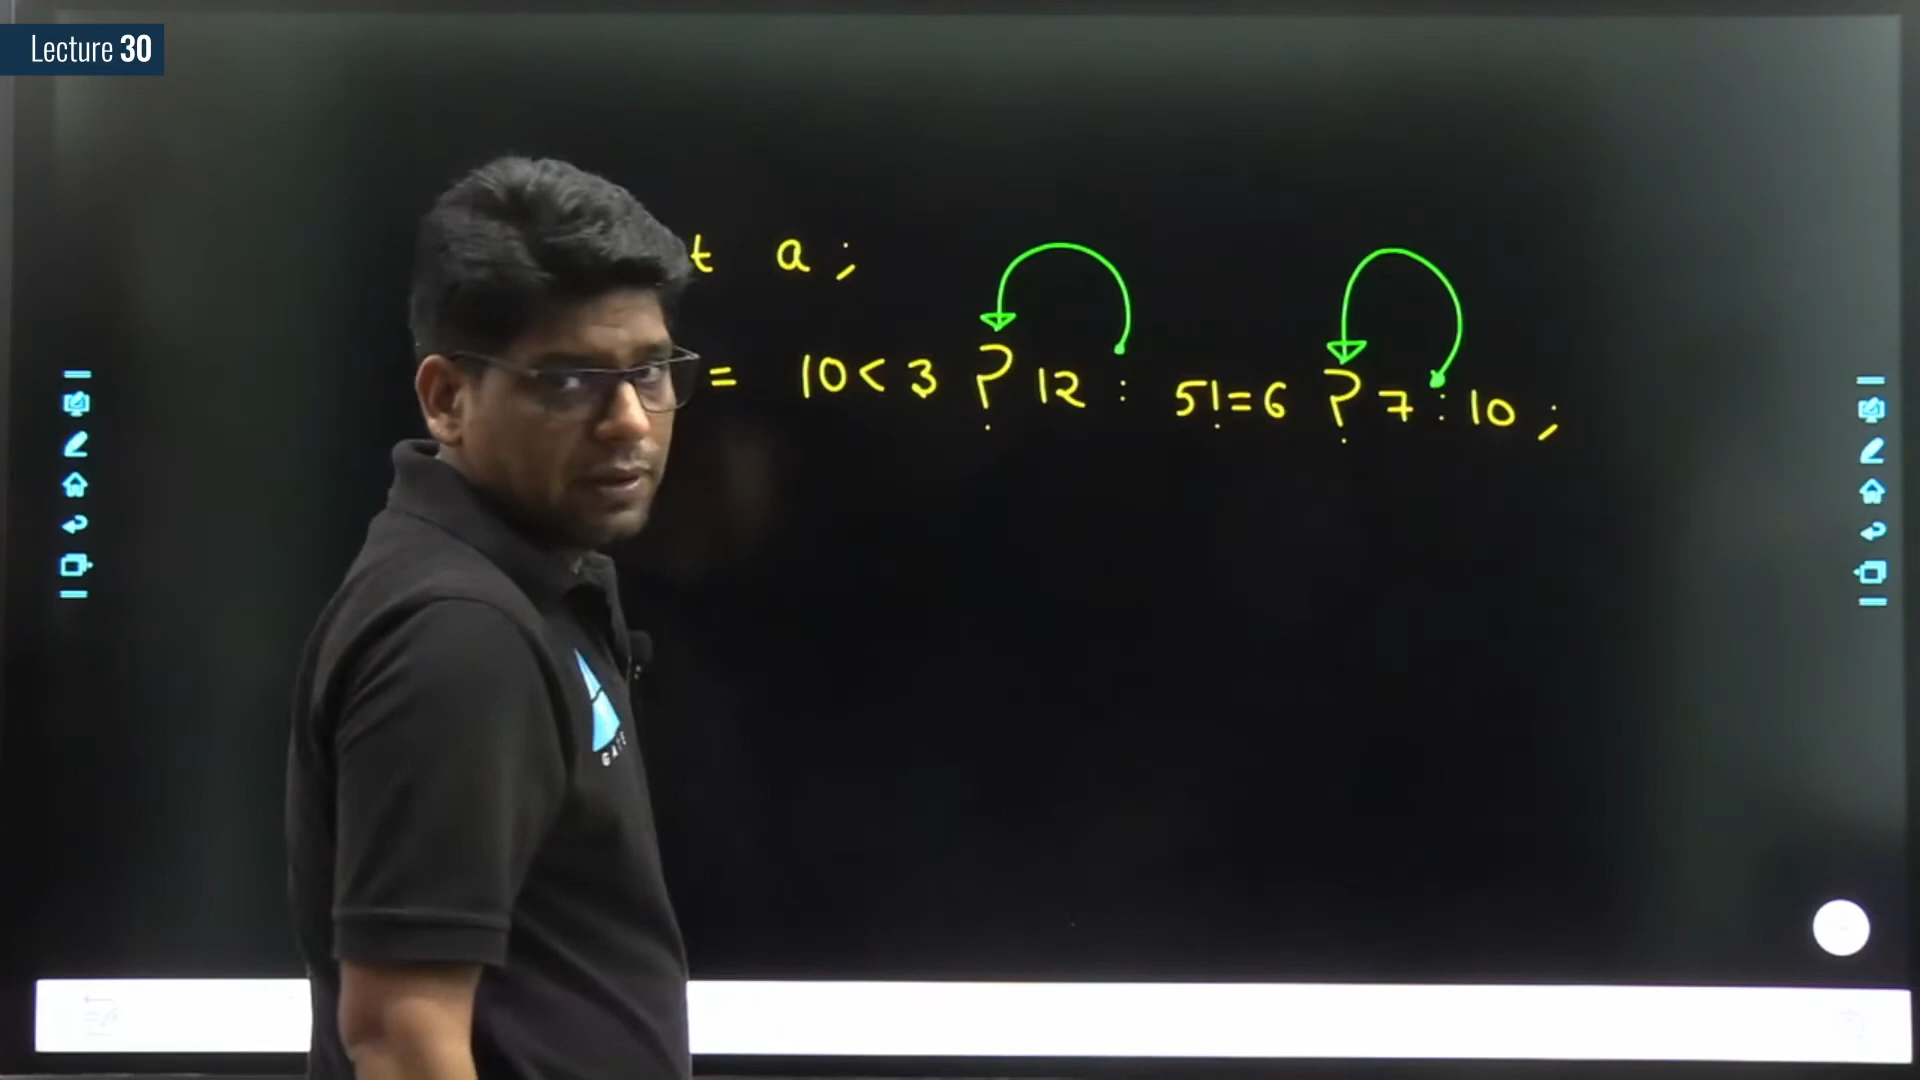 Lecture 30
t a ;
= 10 < 3 ? 12 : 5 != 6 ? 7 : 10 ;